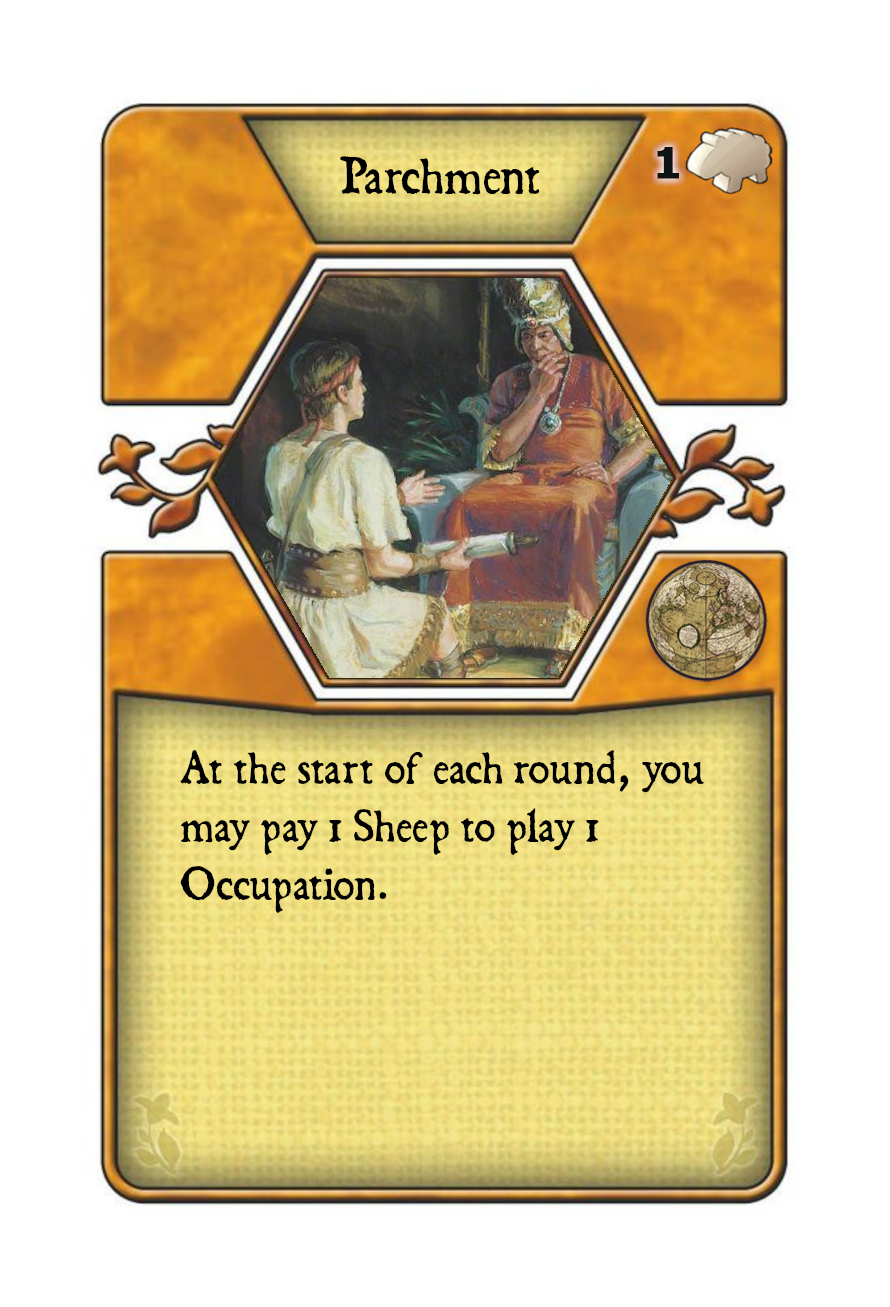 Parchment
1
At the start of each round, you
may pay 1 Sheep to play 1
Occupation.